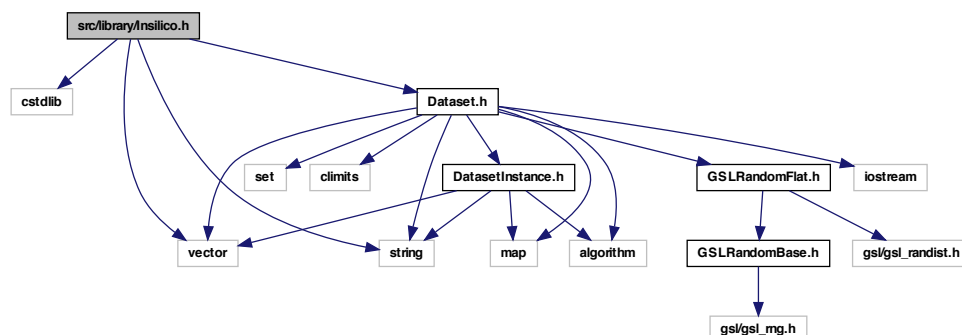 src/library/Insilico.h
cstdlib
Dataset.h
set
climits
DatasetInstance.h
GSLRandomFlat.h
iostream
vector
string
map
algorithm
GSLRandomBase.h
gsl/gsl_randist.h
gsl/gsl_rng.h